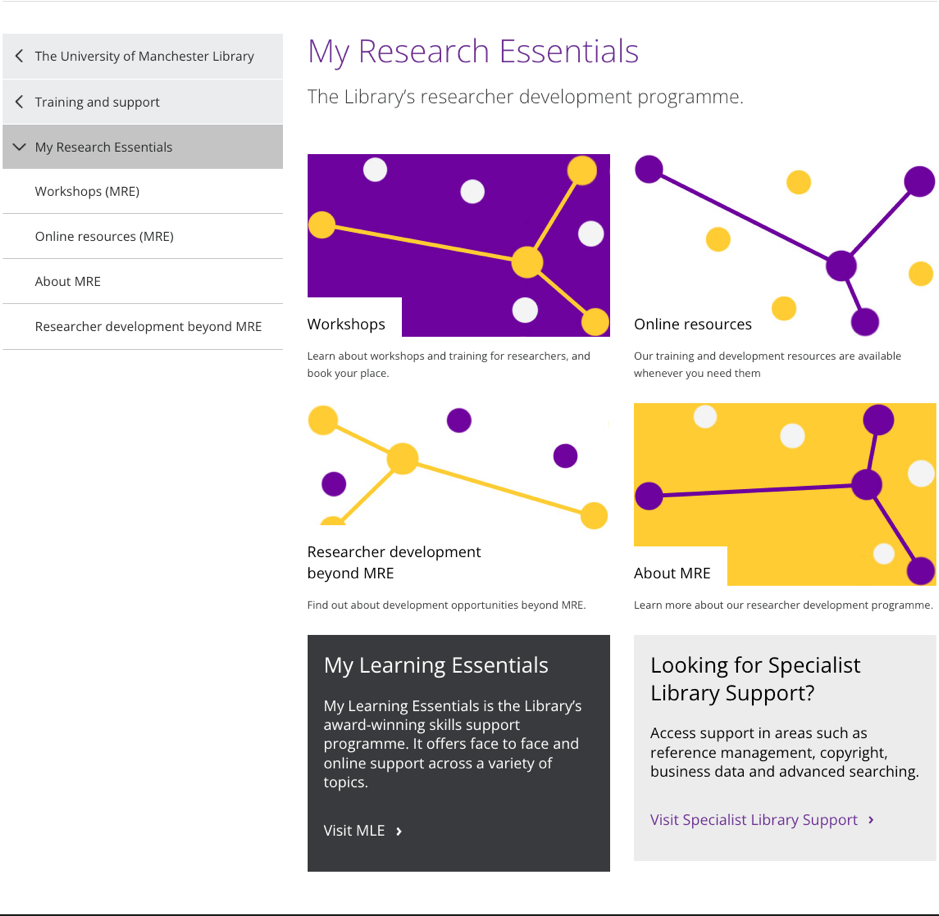 The University of Manchester Library
Training and support
My Research Essentials
Workshops (MRE)
Online resources (MRE)
About MRE
Researcher development beyond MRE
My Research Essentials
The Library’s researcher development programme.
Workshops
Learn about workshops and training for researchers, and
book your place.
Online resources
Our training and development resources are available
whenever you need them
Researcher development
beyond MRE
Find out about development opportunities beyond MRE.
About MRE
Learn more about our researcher development programme.
My Learning Essentials
My Learning Essentials is the Library’s
award-winning skills support
programme. It offers face to face and
online support across a variety of
topics.
Visit MLE
Looking for Specialist
Library Support?
Access support in areas such as
reference management, copyright,
business data and advanced searching.
Visit Specialist Library Support